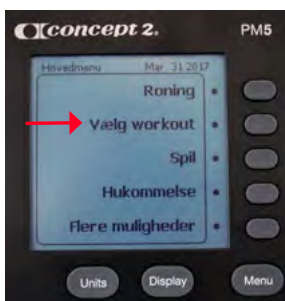 concept 2. PM5
Hovedmenu Mar 31 2017
Roning
Vælg workout
Spil
Hukommelse
Flere muligheder
Units Display Menu